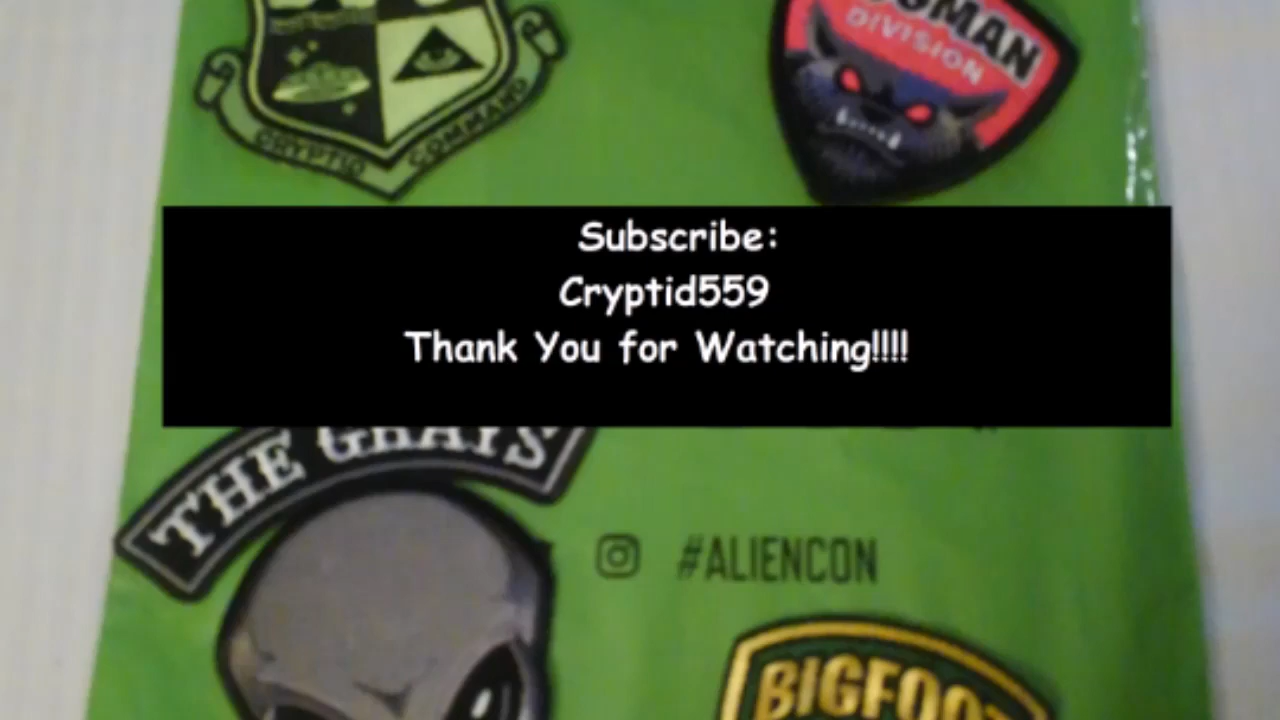 CRYPTID COMMAND
DIVISION
Subscribe:
Cryptid559
Thank You for Watching!!!!
THE GRAYS
#ALIENCON
BIGFOOT